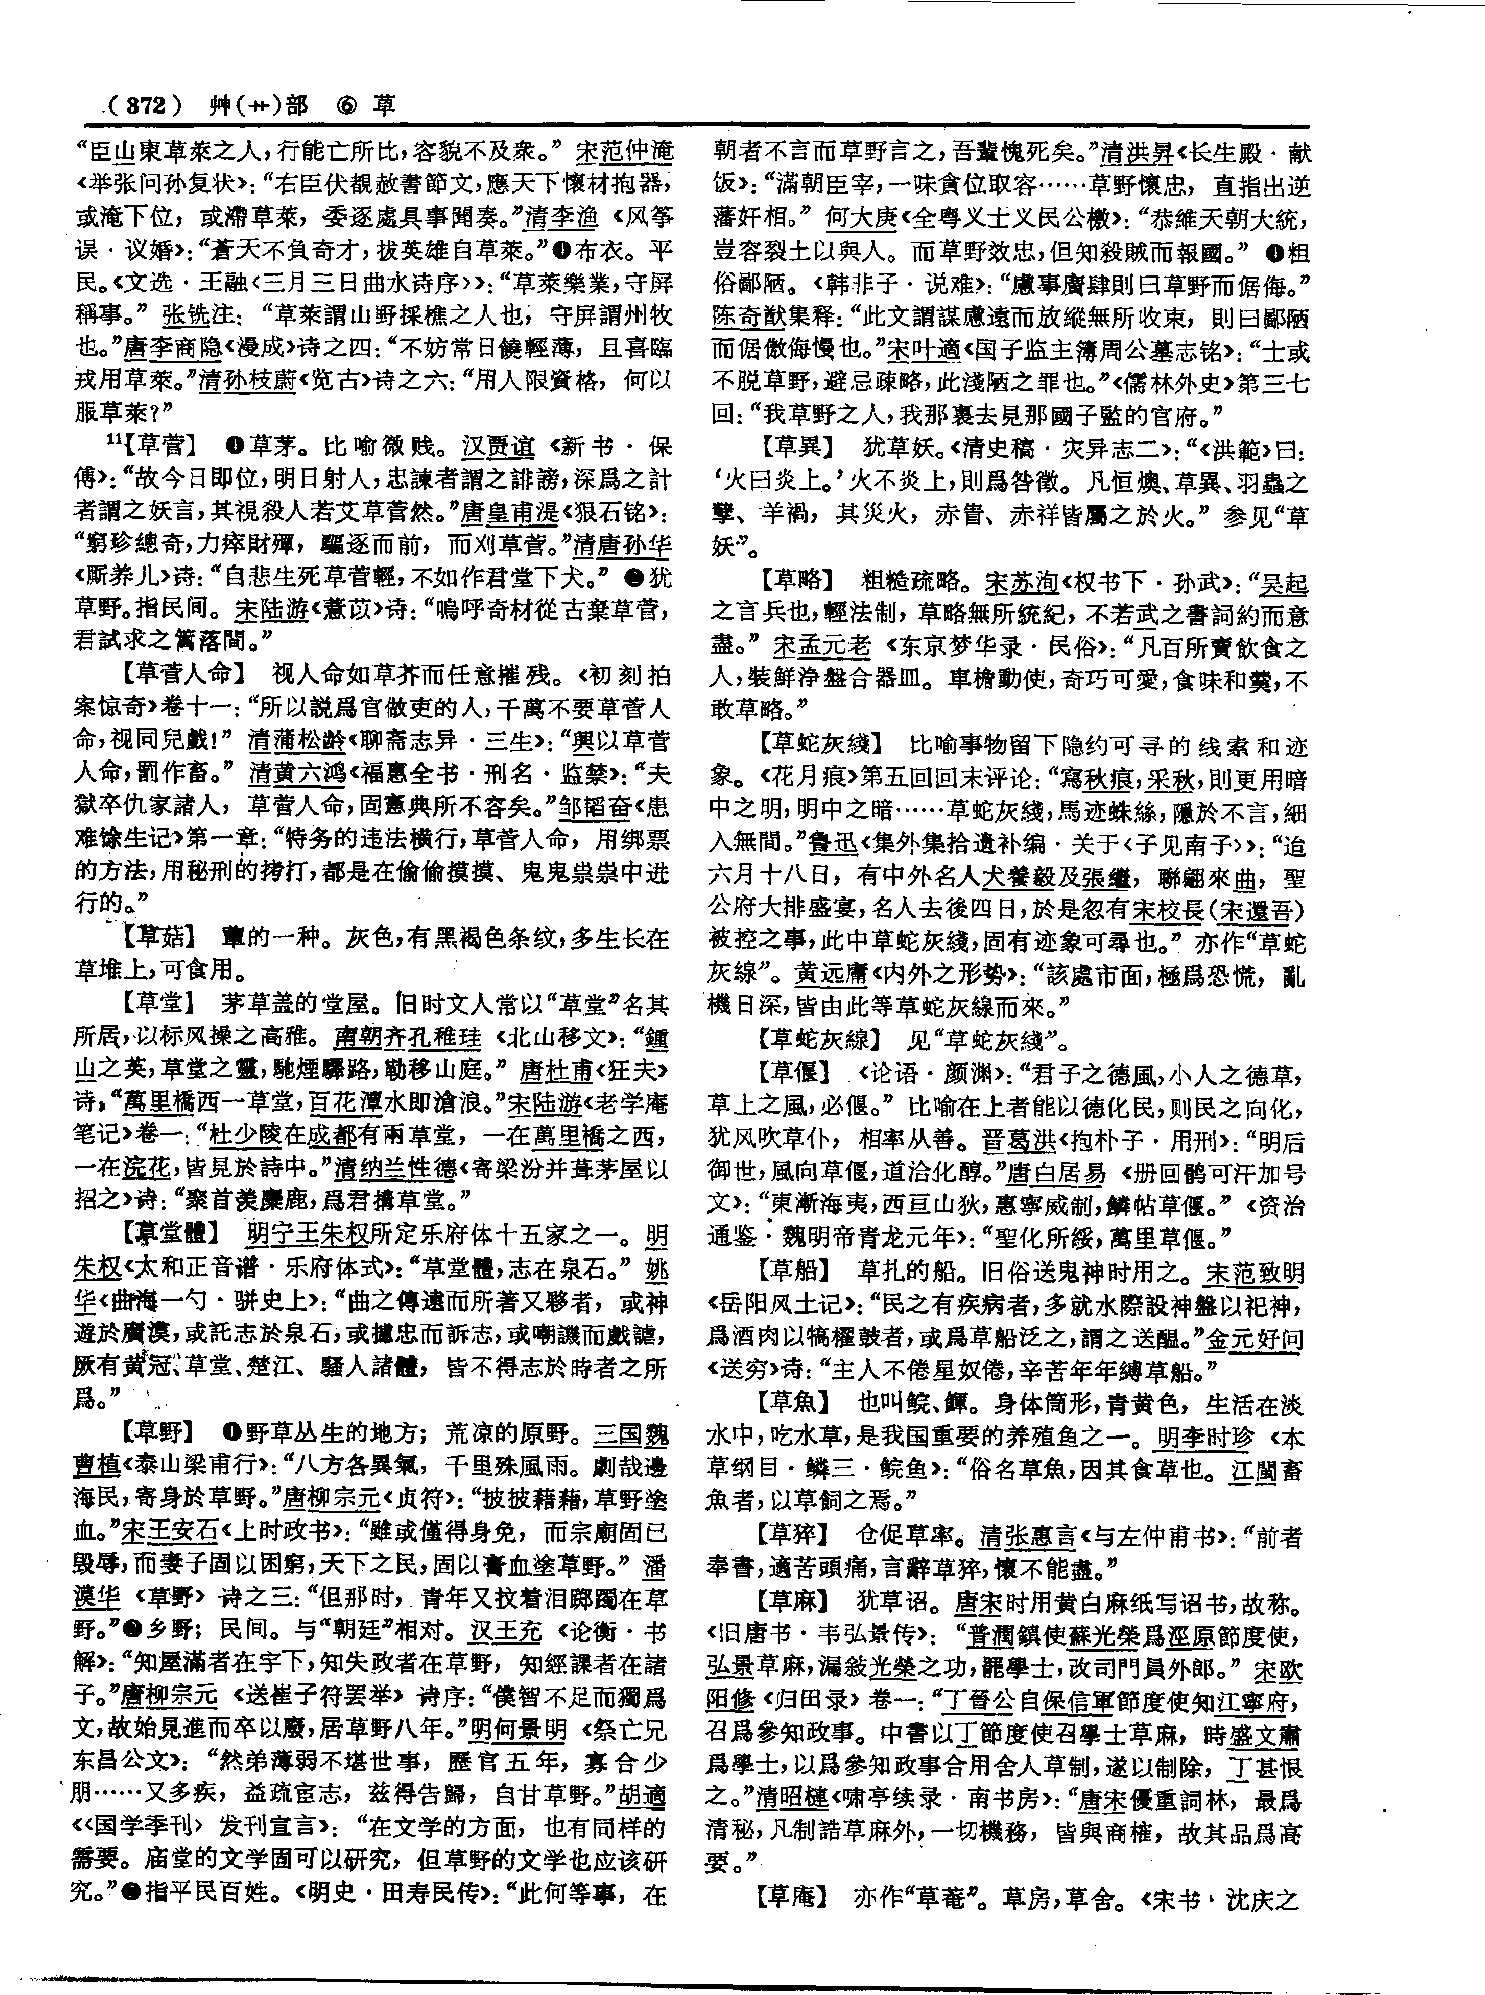 (372) 艸(艹)部 ⑥ 草
“臣山東草萊之人，行能亡所比，容貌不及衆。” 宋范仲淹
《举张问孙复状》：“右臣伏覩赦書節文，應天下懷材抱器，
或淹下位，或滯草萊，委逐處具事聞奏。”清李渔《风筝
误·议婚》：“蒼天不負奇才，拔英雄自草萊。”❶布衣。平
民。《文选·王融〈三月三日曲水诗序〉》：“草萊樂業，守屏
稱事。” 张铣注：“草萊謂山野採樵之人也，守屏謂州牧
也。”唐李商隐《漫成》诗之四：“不妨常日饒輕薄，且喜臨
戎用草萊。”清孙枝蔚《览古》诗之六：“用人限資格，何以
服草萊？”
11【草菅】 ❶草茅。比喻微贱。汉贾谊《新书·保
傅》：“故今日即位，明日射人，忠諫者謂之誹謗，深爲之計
者謂之妖言，其視殺人若艾草菅然。”唐皇甫湜《狠石铭》：
“窮珍總奇，力瘁財殫，驅逐而前，而刈草菅。”清唐孙华
《厮养儿》诗：“自悲生死草菅輕，不如作君堂下犬。” ❷犹
草野。指民间。宋陆游《薏苡》诗：“嗚呼奇材從古棄草菅，
君試求之篱落間。”
【草菅人命】 视人命如草芥而任意摧残。《初刻拍
案惊奇》卷十一：“所以説爲官做吏的人，千萬不要草菅人
命，视同兒戲！” 清蒲松龄《聊斋志异·三生》：“興以草菅
人命，罰作畜。” 清黄六鸿《福惠全书·刑名·监禁》：“夫
獄卒仇家諸人，草菅人命，固憲典所不容矣。”邹韬奋《患
难馀生记》第一章：“特务的违法横行，草菅人命，用绑票
的方法，用秘刑的拷打，都是在偷偷摸摸、鬼鬼祟祟中进
行的。”
【草菇】 蕈的一种。灰色，有黑褐色条纹，多生长在
草堆上，可食用。
【草堂】 茅草盖的堂屋。旧时文人常以“草堂”名其
所居，以标风操之高雅。南朝齐孔稚珪《北山移文》：“鍾
山之英，草堂之靈，馳煙驛路，勒移山庭。” 唐杜甫《狂夫》
诗：“萬里橋西一草堂，百花潭水即滄浪。”宋陆游《老学庵
笔记》卷一：“杜少陵在成都有兩草堂，一在萬里橋之西，
一在浣花，皆見於詩中。”清纳兰性德《寄梁汾并葺茅屋以
招之》诗：“聚首羡麋鹿，爲君構草堂。”
【草堂體】 明宁王朱权所定乐府体十五家之一。明
朱权《太和正音谱·乐府体式》：“草堂體，志在泉石。” 姚
华《曲海一勺·骈史上》：“曲之傳遠而所著又夥者，或神
遊於廣漠，或託志於泉石，或攄忠而訴志，或嘲譏而戲謔，
厥有黄冠、草堂、楚江、騷人諸體，皆不得志於時者之所
爲。”
【草野】 ❶野草丛生的地方；荒凉的原野。三国魏
曹植《泰山梁甫行》：“八方各異氣，千里殊風雨。劇哉邊
海民，寄身於草野。”唐柳宗元《贞符》：“披披藉藉，草野塗
血。”宋王安石《上时政书》：“雖或僅得身免，而宗廟固已
毁辱，而妻子固以困窮，天下之民，固以膏血塗草野。” 潘
漠华《草野》诗之三：“但那时，青年又抆着泪踯躅在草
野。”❷乡野；民间。与“朝廷”相对。汉王充《论衡·书
解》：“知屋漏者在宇下，知失政者在草野，知經誤者在諸
子。”唐柳宗元《送崔子符罢举》诗序：“僕智不足而獨爲
文，故始見進而卒以廢，居草野八年。”明何景明《祭亡兄
东昌公文》：“然弟薄弱不堪世事，歷官五年，寡合少
朋……又多疾，益疏宦志，兹得告歸，自甘草野。”胡適
《〈国学季刊〉发刊宣言》：“在文学的方面，也有同样的
需要。庙堂的文学固可以研究，但草野的文学也应该研
究。”❸指平民百姓。《明史·田寿民传》：“此何等事，在
朝者不言而草野言之，吾輩愧死矣。”清洪昇《长生殿·献
饭》：“滿朝臣宰，一味貪位取容……草野懷忠，直指出逆
藩奸相。” 何大庚《全粤义士义民公檄》：“恭維天朝大統，
豈容裂土以與人。而草野效忠，但知殺賊而報國。” ❹粗
俗鄙陋。《韩非子·说难》：“慮事廣肆則曰草野而倨侮。”
陈奇猷集释：“此文謂謀慮遠而放縱無所收束，則曰鄙陋
而倨傲侮慢也。”宋叶適《国子监主簿周公墓志铭》：“士或
不脱草野，避忌疎略，此淺陋之罪也。”《儒林外史》第三七
回：“我草野之人，我那裏去見那國子監的官府。”
【草異】 犹草妖。《清史稿·灾异志二》：“《洪範》曰：
‘火曰炎上。’火不炎上，則爲咎徵。凡恒燠、草異、羽蟲之
孽、羊禍，其災火，赤眚、赤祥皆屬之於火。” 参见“草
妖”。
【草略】 粗糙疏略。宋苏洵《权书下·孙武》：“吴起
之言兵也，輕法制，草略無所統紀，不若武之書詞約而意
盡。” 宋孟元老《东京梦华录·民俗》：“凡百所賣飲食之
人，裝鮮浄盤合器皿。車檐動使，奇巧可愛，食味和羹，不
敢草略。”
【草蛇灰綫】 比喻事物留下隐约可寻的线索和迹
象。《花月痕》第五回回末评论：“寫秋痕，采秋，則更用暗
中之明，明中之暗……草蛇灰綫，馬迹蛛絲，隱於不言，細
入無間。”鲁迅《集外集拾遗补编·关于〈子见南子〉》：“追
六月十八日，有中外名人犬養毅及張繼，聯翩來曲，聖
公府大排盛宴，名人去後四日，於是忽有宋校長（宋還吾）
被控之事，此中草蛇灰綫，固有迹象可尋也。” 亦作“草蛇
灰線”。黄远庸《内外之形势》：“該處市面，極爲恐慌，亂
機日深，皆由此等草蛇灰線而來。”
【草蛇灰線】 见“草蛇灰綫”。
【草偃】 《论语·颜渊》：“君子之德風，小人之德草，
草上之風，必偃。” 比喻在上者能以德化民，则民之向化，
犹风吹草仆，相率从善。晋葛洪《抱朴子·用刑》：“明后
御世，風向草偃，道洽化醇。”唐白居易《册回鹘可汗加号
文》：“東漸海夷，西亘山狄，惠寧威制，鱗帖草偃。” 《资治
通鉴·魏明帝青龙元年》：“聖化所綏，萬里草偃。”
【草船】 草扎的船。旧俗送鬼神时用之。宋范致明
《岳阳风土记》：“民之有疾病者，多就水際設神盤以祀神，
爲酒肉以犒櫂鼓者，或爲草船泛之，謂之送瘟。”金元好问
《送穷》诗：“主人不倦星奴倦，辛苦年年縛草船。”
【草魚】 也叫鲩、鯶。身体筒形，青黄色，生活在淡
水中，吃水草，是我国重要的养殖鱼之一。明李时珍《本
草纲目·鳞三·鲩鱼》：“俗名草魚，因其食草也。江閩畜
魚者，以草飼之焉。”
【草猝】 仓促草率。清张惠言《与左仲甫书》：“前者
奉書，適苦頭痛，言辭草猝，懷不能盡。”
【草麻】 犹草诏。唐宋时用黄白麻纸写诏书，故称。
《旧唐书·韦弘景传》：“普潤鎮使蘇光榮爲涇原節度使，
弘景草麻，漏敍光榮之功，罷學士，改司門員外郎。” 宋欧
阳修《归田录》卷一：“丁晉公自保信軍節度使知江寧府，
召爲參知政事。中書以丁節度使召學士草麻，時盛文肅
爲學士，以爲參知政事合用舍人草制，遂以制除，丁甚恨
之。”清昭槤《啸亭续录·南书房》：“唐宋優重詞林，最爲
清秘，凡制誥草麻外，一切機務，皆與商榷，故其品爲高
要。”
【草庵】 亦作“草菴”。草房，草舍。《宋书·沈庆之